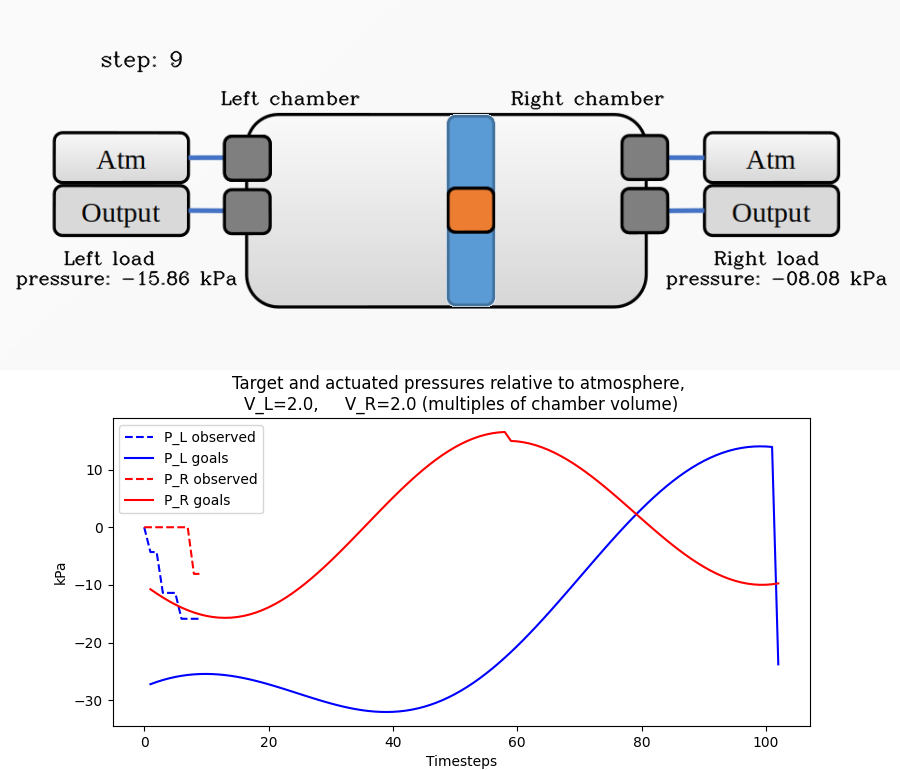 step: 9
Left chamber
Right chamber
Atm
Atm
Output
Output
Left load
pressure: −15.86 kPa
Right load
pressure: −08.08 kPa
Target and actuated pressures relative to atmosphere,
V_L=2.0,     V_R=2.0 (multiples of chamber volume)
P_L observed
P_L goals
P_R observed
P_R goals
10
0
−10
−20
−30
kPa
0 20 40 60 80 100
Timesteps